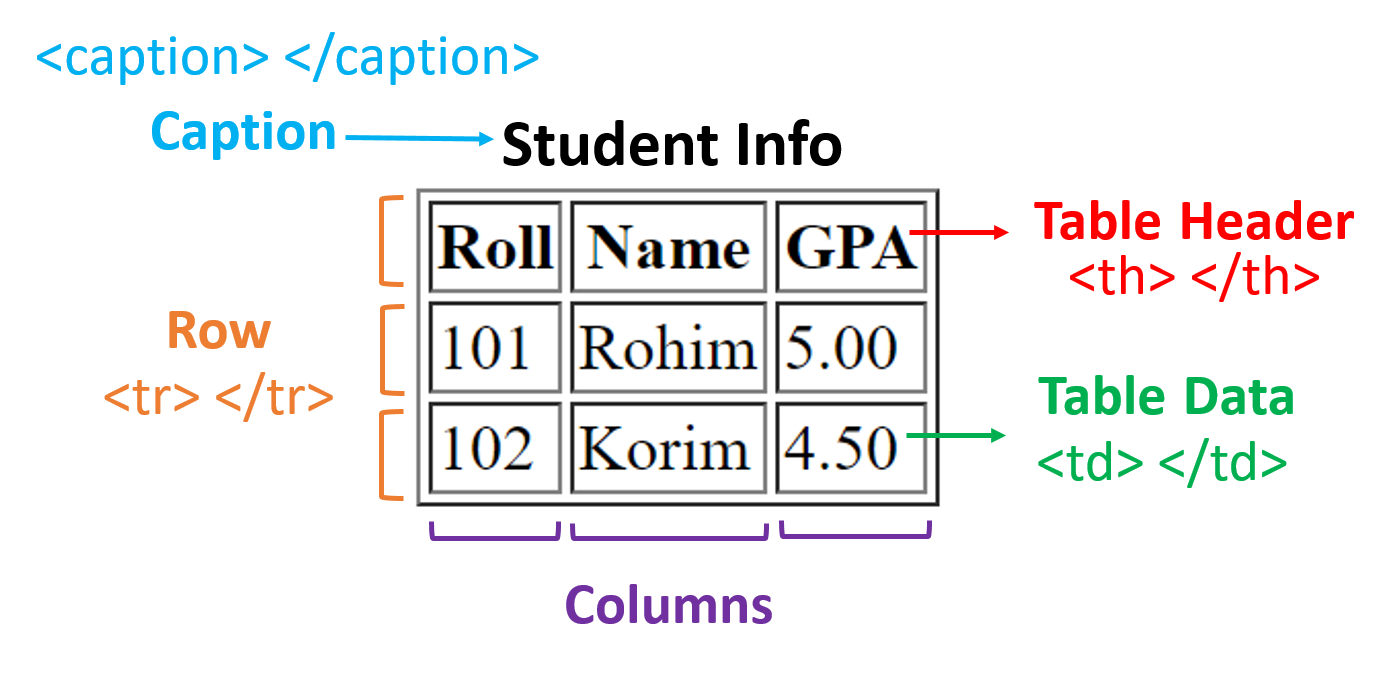 <caption> </caption>
Caption
Student Info
Roll Name GPA
Table Header
<th> </th>
Row
<tr> </tr>
101 Rohim 5.00
Table Data
<td> </td>
102 Korim 4.50
Columns